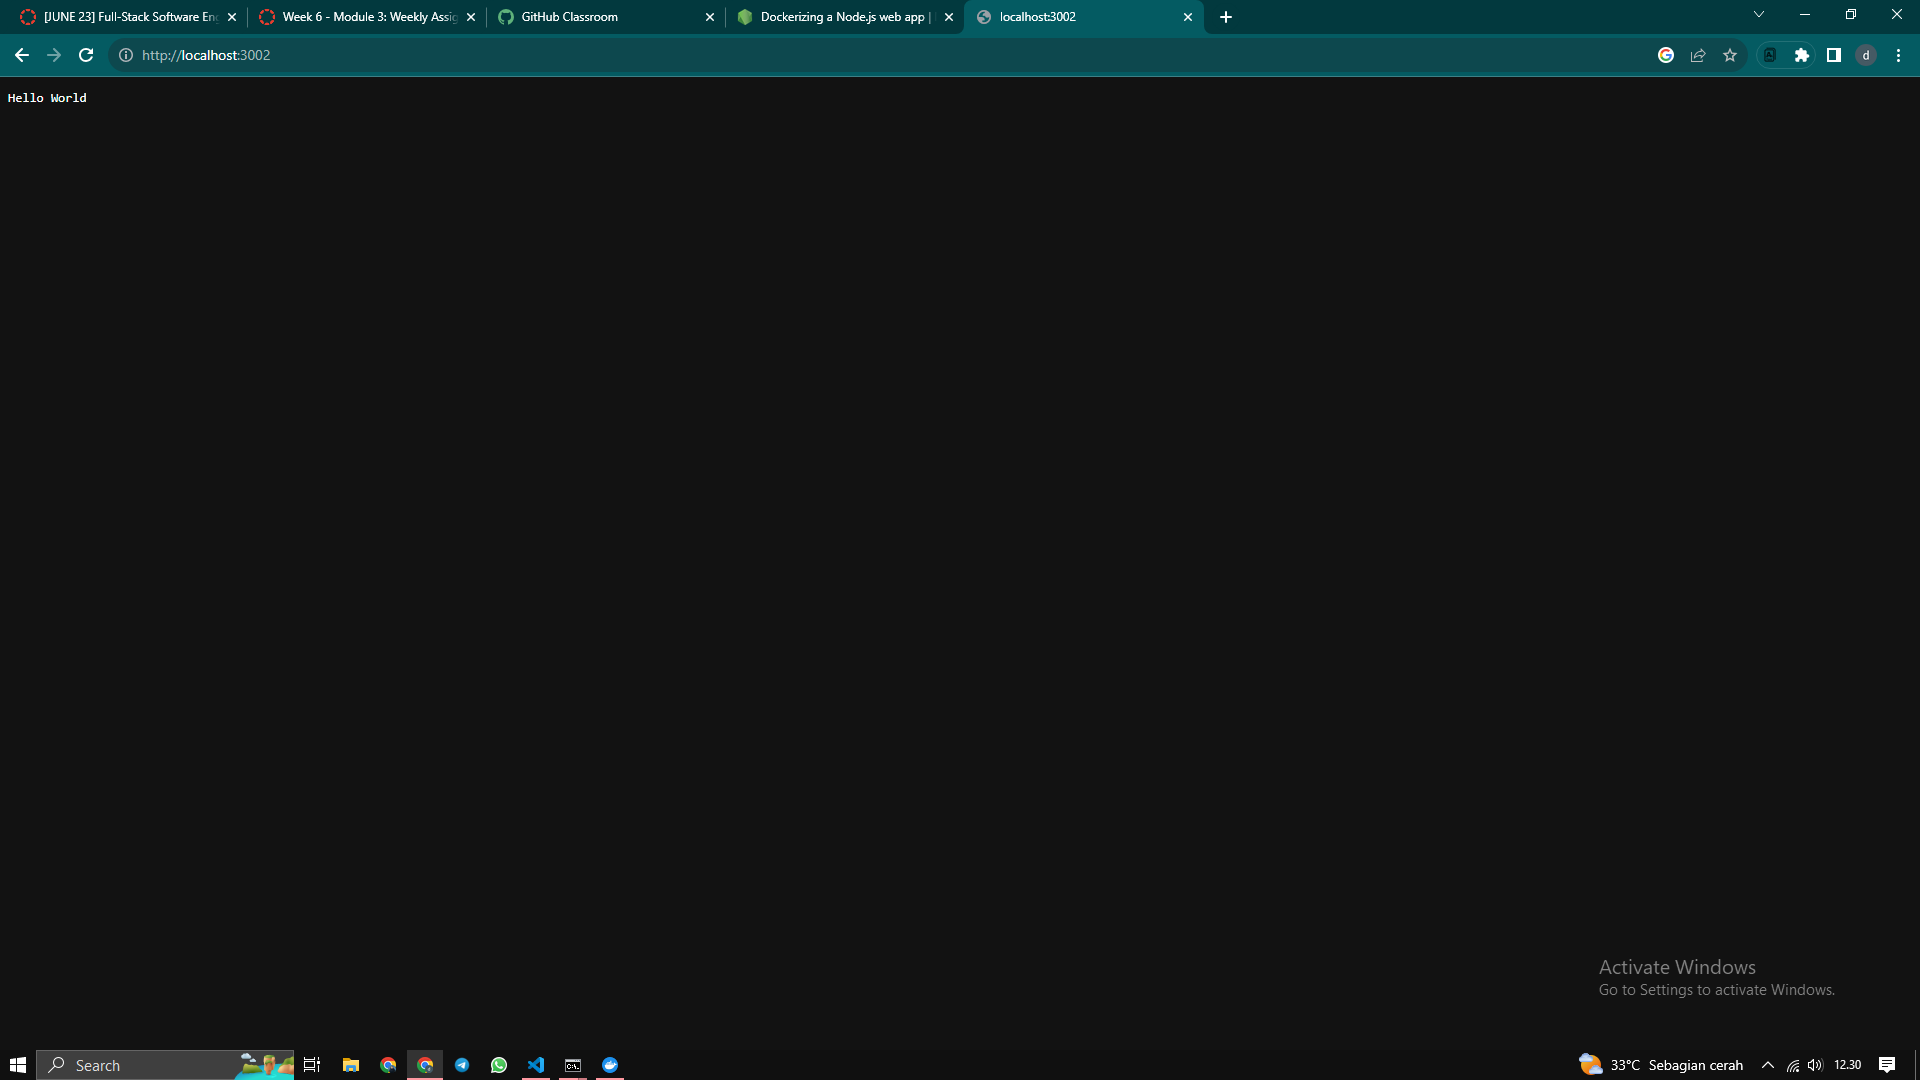 [JUNE 23] Full-Stack Software Eng
Week 6 - Module 3: Weekly Assig
GitHub Classroom
Dockerizing a Node.js web app |
localhost:3002
http://localhost:3002
d
Hello World
Activate Windows
Go to Settings to activate Windows.
Search
33°C Sebagian cerah
12.30